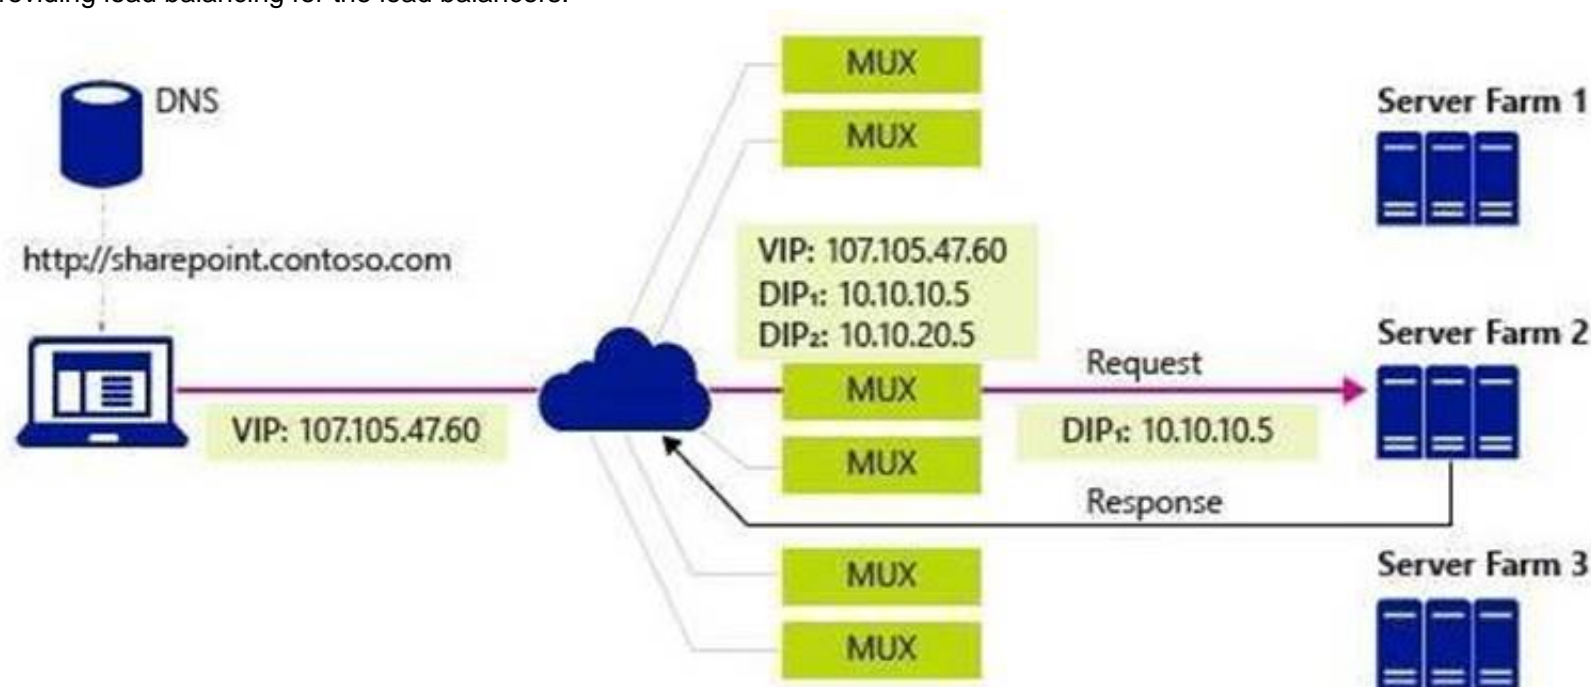 roviding load balancing for the load balancers.
MUX
DNS
Server Farm 1
MUX
http://sharepoint.contoso.com
VIP: 107.105.47.60
DIP₁: 10.10.10.5
DIP₂: 10.10.20.5
Server Farm 2
Request
MUX
VIP: 107.105.47.60
DIP₁: 10.10.10.5
MUX
Response
Server Farm 3
MUX
MUX